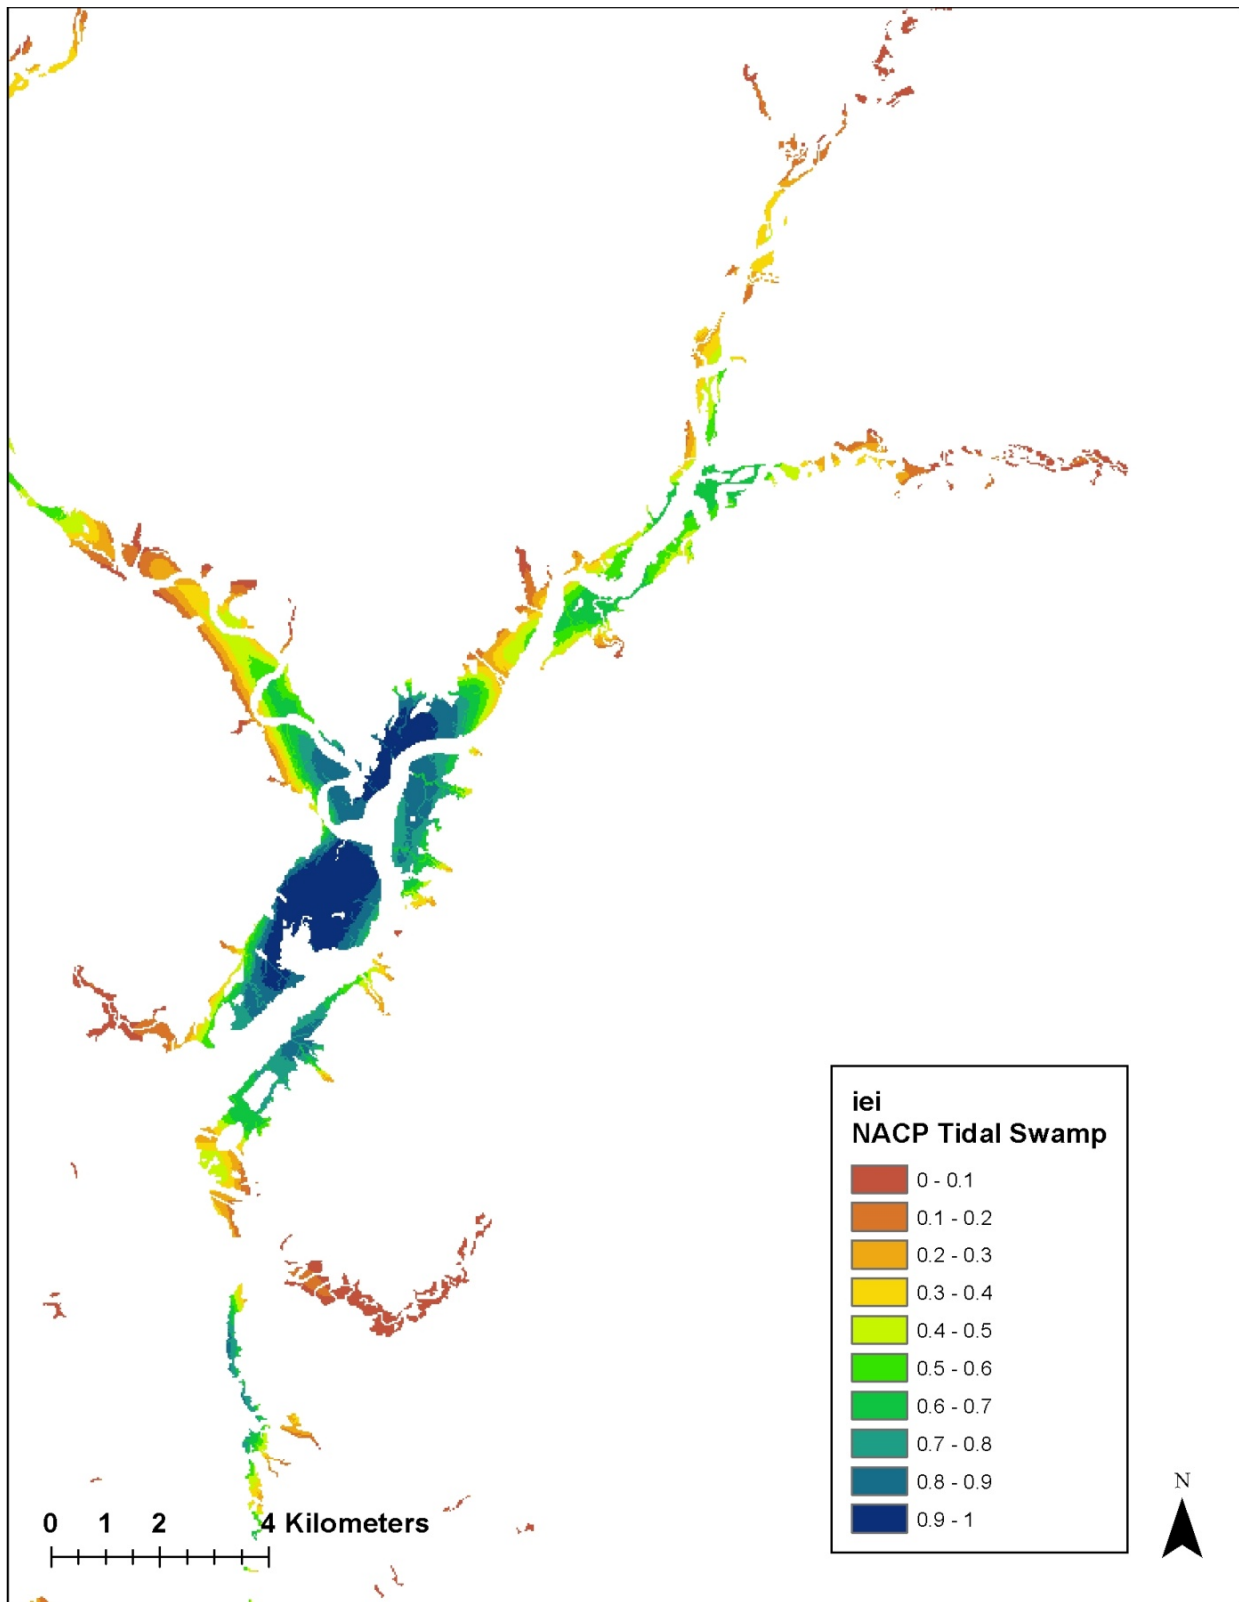 iei
NACP Tidal Swamp
0 - 0.1
0.1 - 0.2
0.2 - 0.3
0.3 - 0.4
0.4 - 0.5
0.5 - 0.6
0.6 - 0.7
0.7 - 0.8
0.8 - 0.9
0.9 - 1
N
0 1 2 4 Kilometers